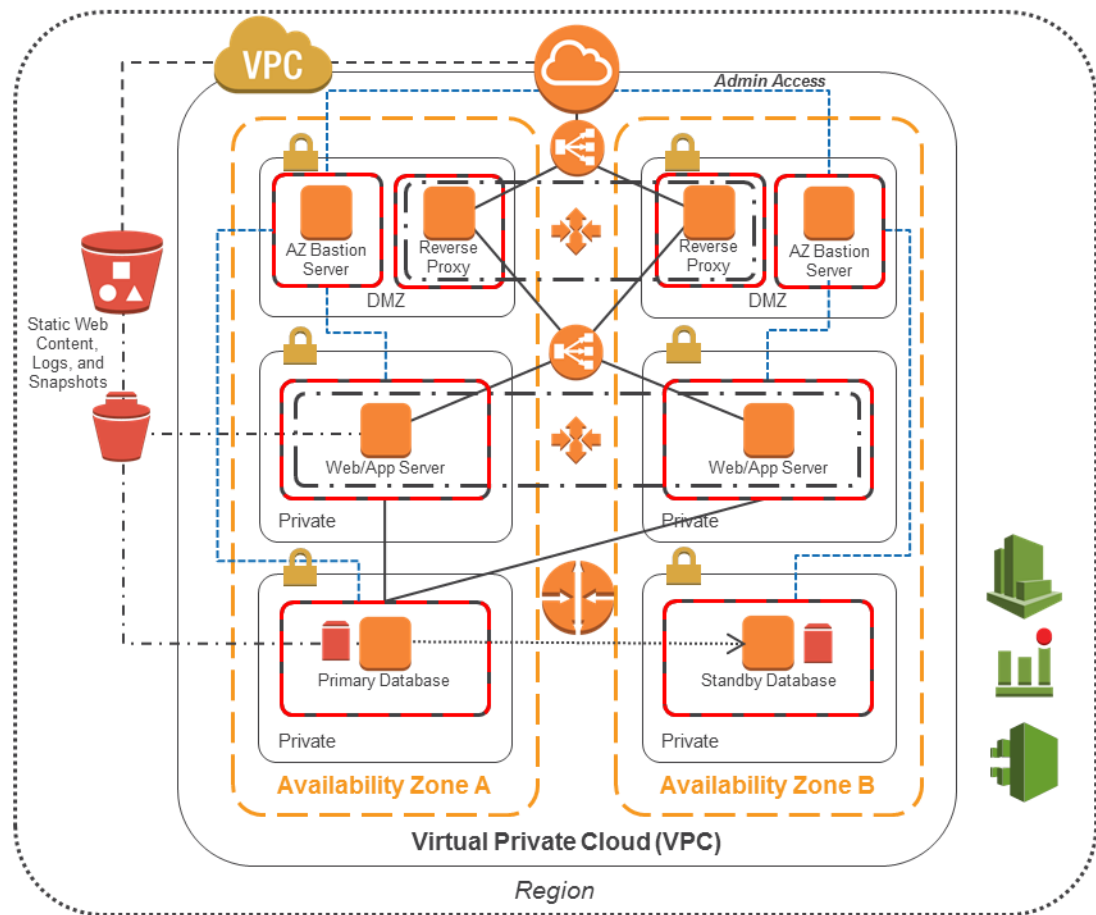 VPC
Admin Access
AZ Bastion
Server
Reverse
Proxy
DMZ
Reverse
Proxy
AZ Bastion
Server
DMZ
Static Web
Content,
Logs, and
Snapshots
Web/App Server
Private
Web/App Server
Private
Primary Database
Private
Standby Database
Private
Availability Zone A
Availability Zone B
Virtual Private Cloud (VPC)
Region